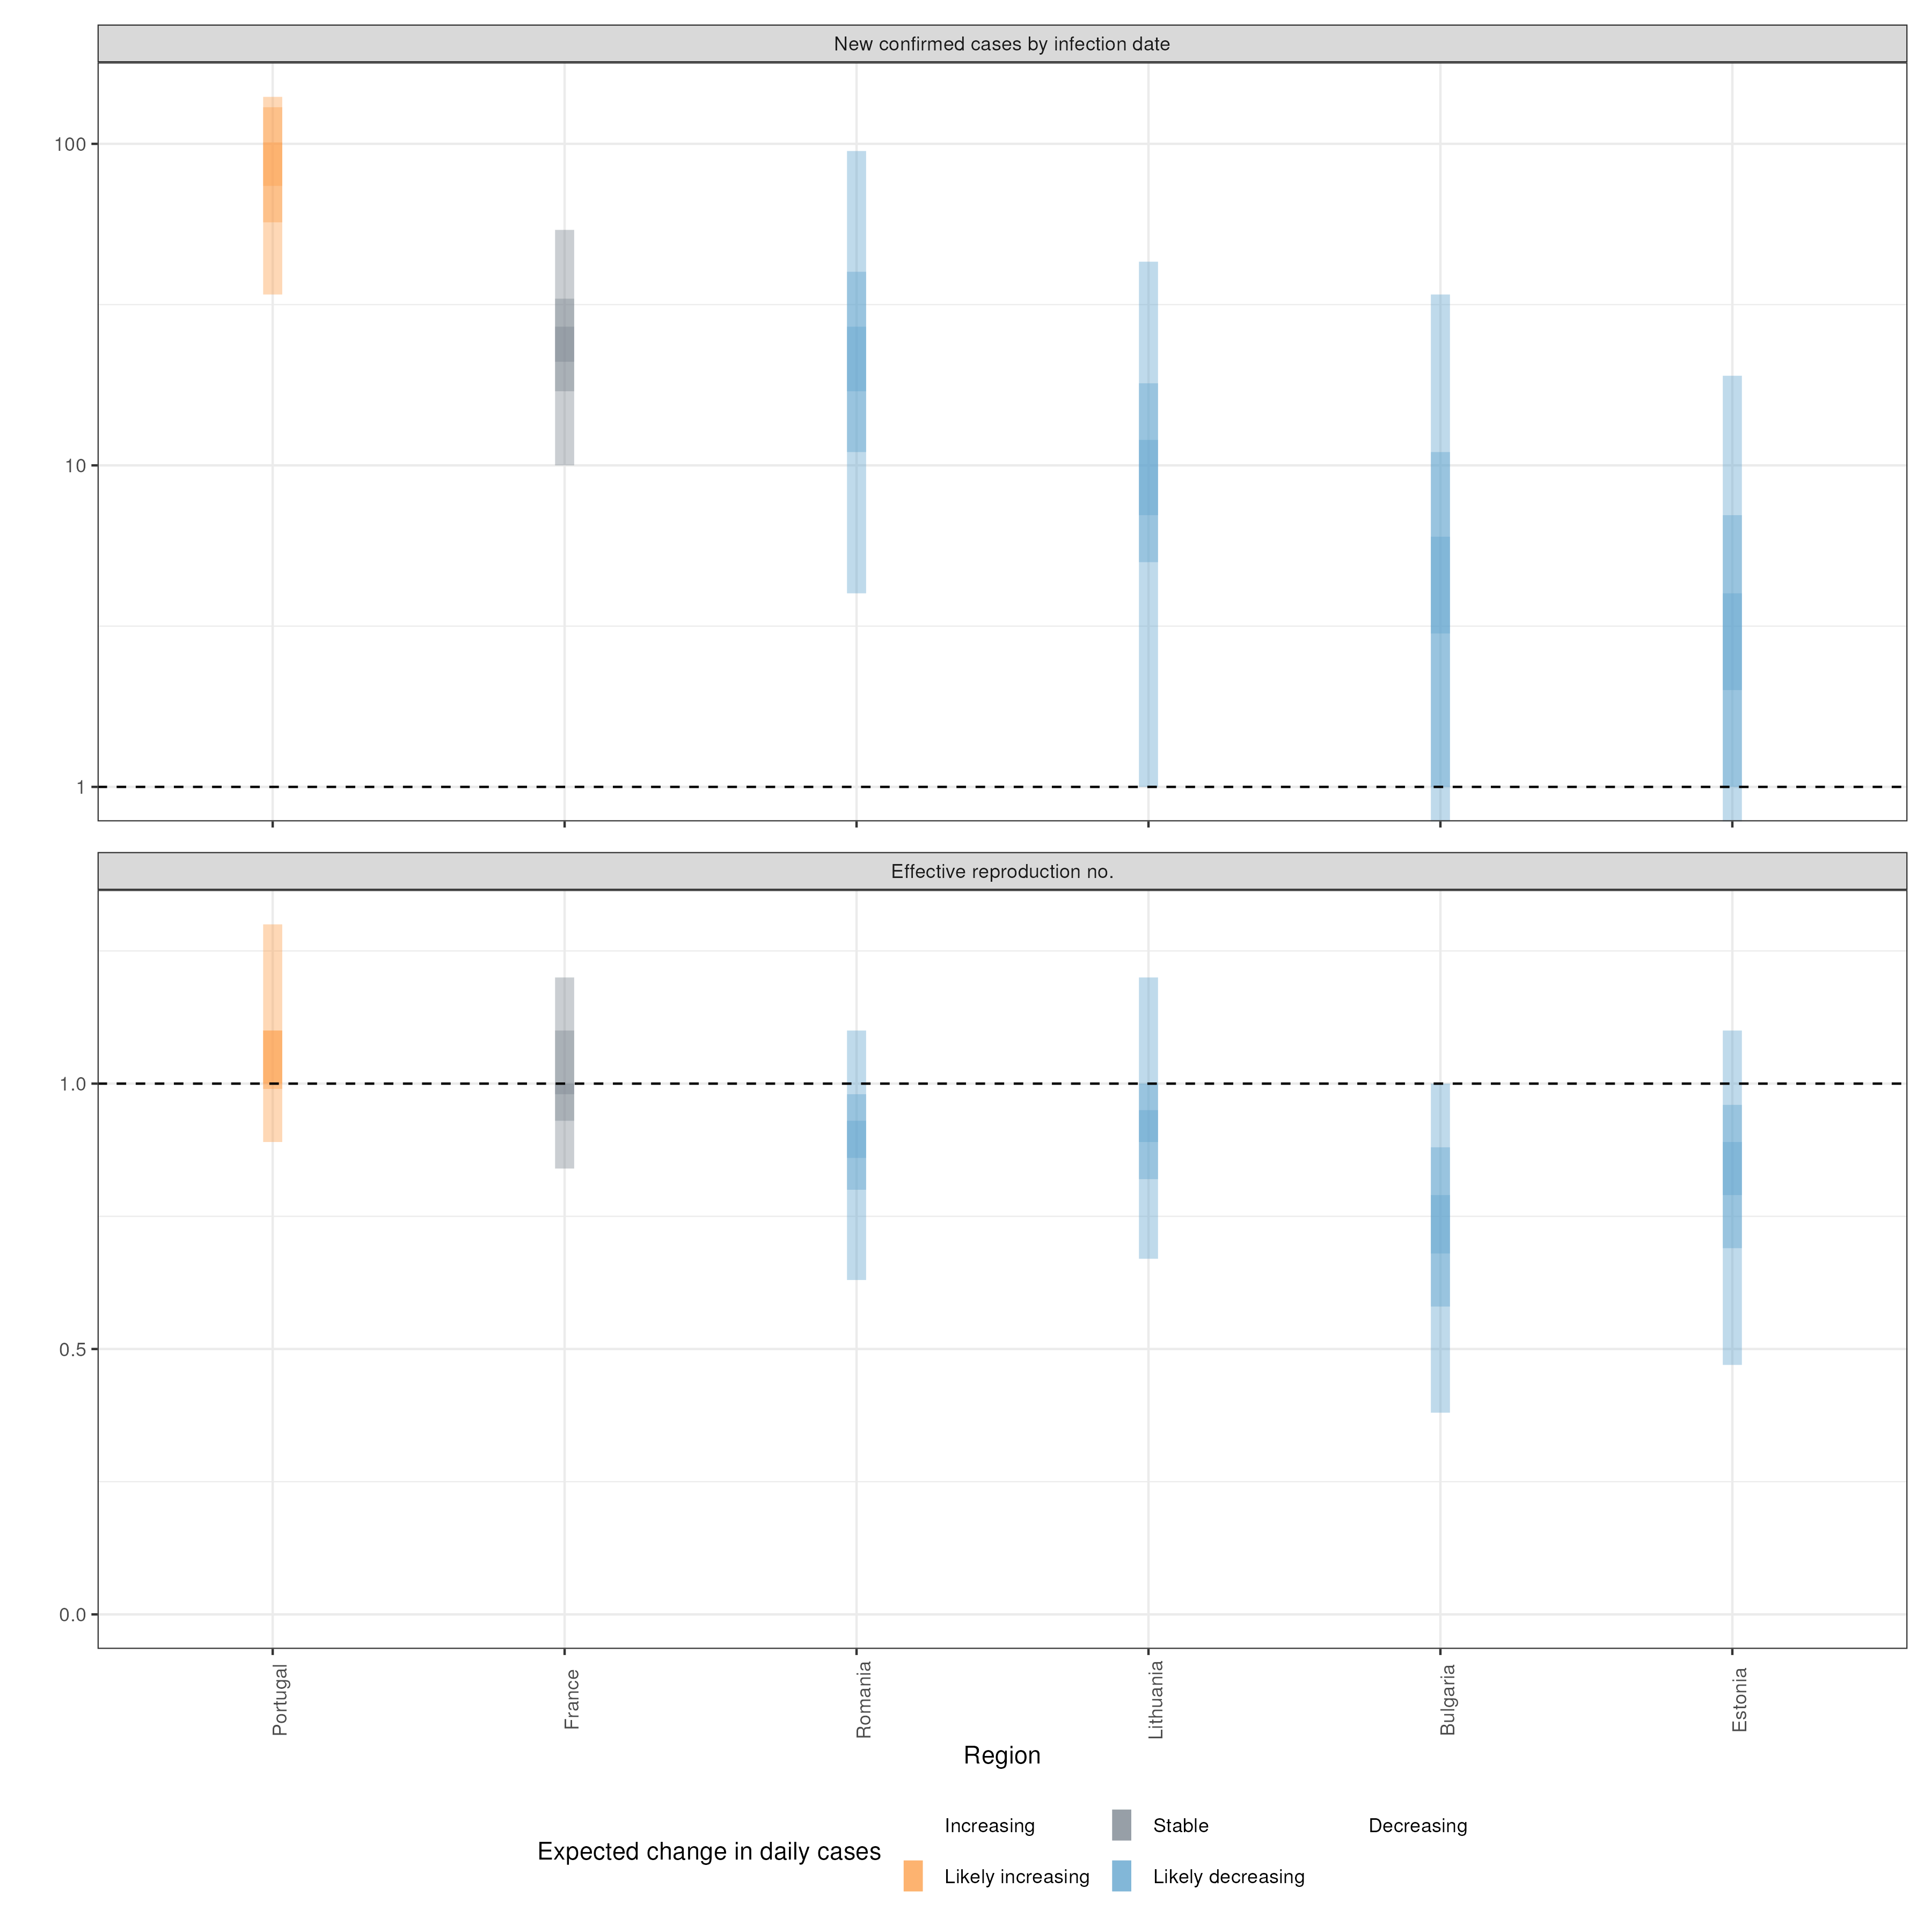 New confirmed cases by infection date
100
10
1
Effective reproduction no.
1.0
0.5
0.0
Portugal
France
Romania
Lithuania
Bulgaria
Estonia
Region
Expected change in daily cases
Increasing
Stable
Decreasing
Likely increasing
Likely decreasing